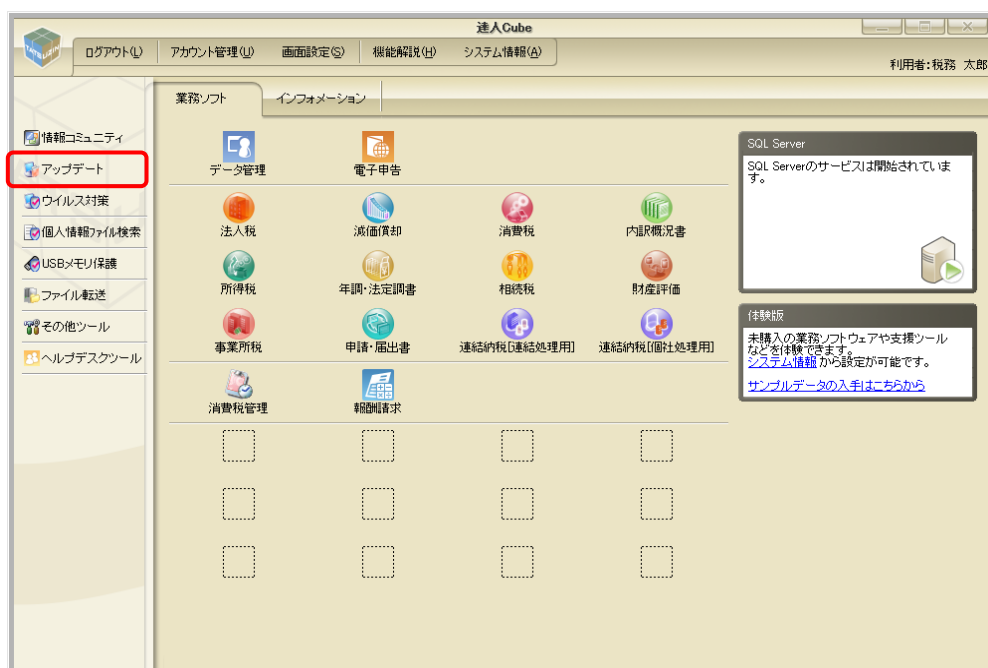 達人Cube
ログアウト(L) アカウント管理(U) 画面設定(S) 機能解説(H) システム情報(A)
利用者:税務 太郎
業務ソフト インフォメーション
情報コミュニティ
アップデート
ウイルス対策
個人情報ファイル検索
USBメモリ保護
ファイル転送
その他ツール
ヘルプデスクツール
データ管理 電子申告
法人税 減価償却 消費税 内訳概況書
所得税 年調・法定調書 相続税 財産評価
事業所税 申請・届出書 連結納税[連結処理用] 連結納税[個社処理用]
消費税管理 報酬請求
SQL Server
SQL Serverのサービスは開始されていま
す。
体験版
未購入の業務ソフトウェアや支援ツール
などを体験できます。
システム情報 から設定が可能です。
サンプルデータの入手はこちらから